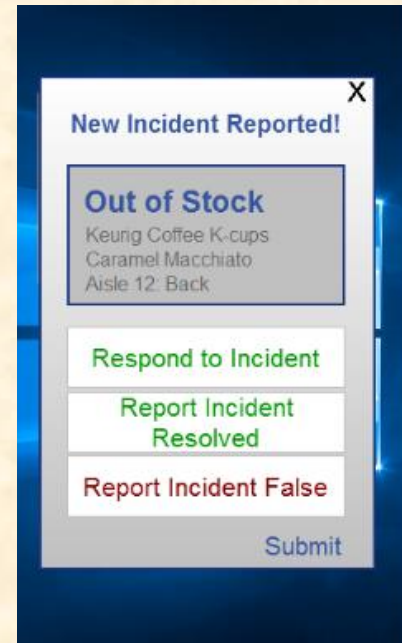 X
New Incident Reported!
Out of Stock
Keurig Coffee K-cups
Caramel Macchiato
Aisle 12: Back
Respond to Incident
Report Incident
Resolved
Report Incident False
Submit